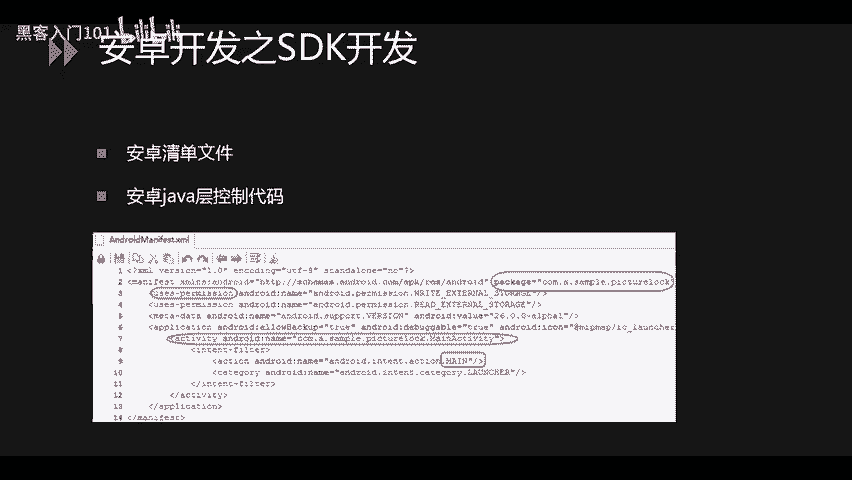 黑客入门101
安卓开发之SDK开发
安卓清单文件
安卓java层控制代码
AndroidManifest.xml
1 <?xml version="1.0" encoding="utf-8" standalone="no"?>
2 <manifest xmlns:android="http://schemas.android.com/apk/res/android" package="com.a.sample.picturelock"
3 <uses-permission android:name="android.permission.WRITE_EXTERNAL_STORAGE"/>
4 <uses-permission android:name="android.permission.READ_EXTERNAL_STORAGE"/>
5 <meta-data android:name="android.support.VERSION" android:value="26.0.0-alpha1"/>
6 <application android:allowBackup="true" android:debuggable="true" android:icon="@mipmap/ic_launcher
7 <activity android:name="com.a.sample.picturelock.MainActivity">
8 <intent-filter>
9 <action android:name="android.intent.action.MAIN"/>
10 <category android:name="android.intent.category.LAUNCHER"/>
11 </intent-filter>
12 </activity>
13 </application>
14 </manifest>